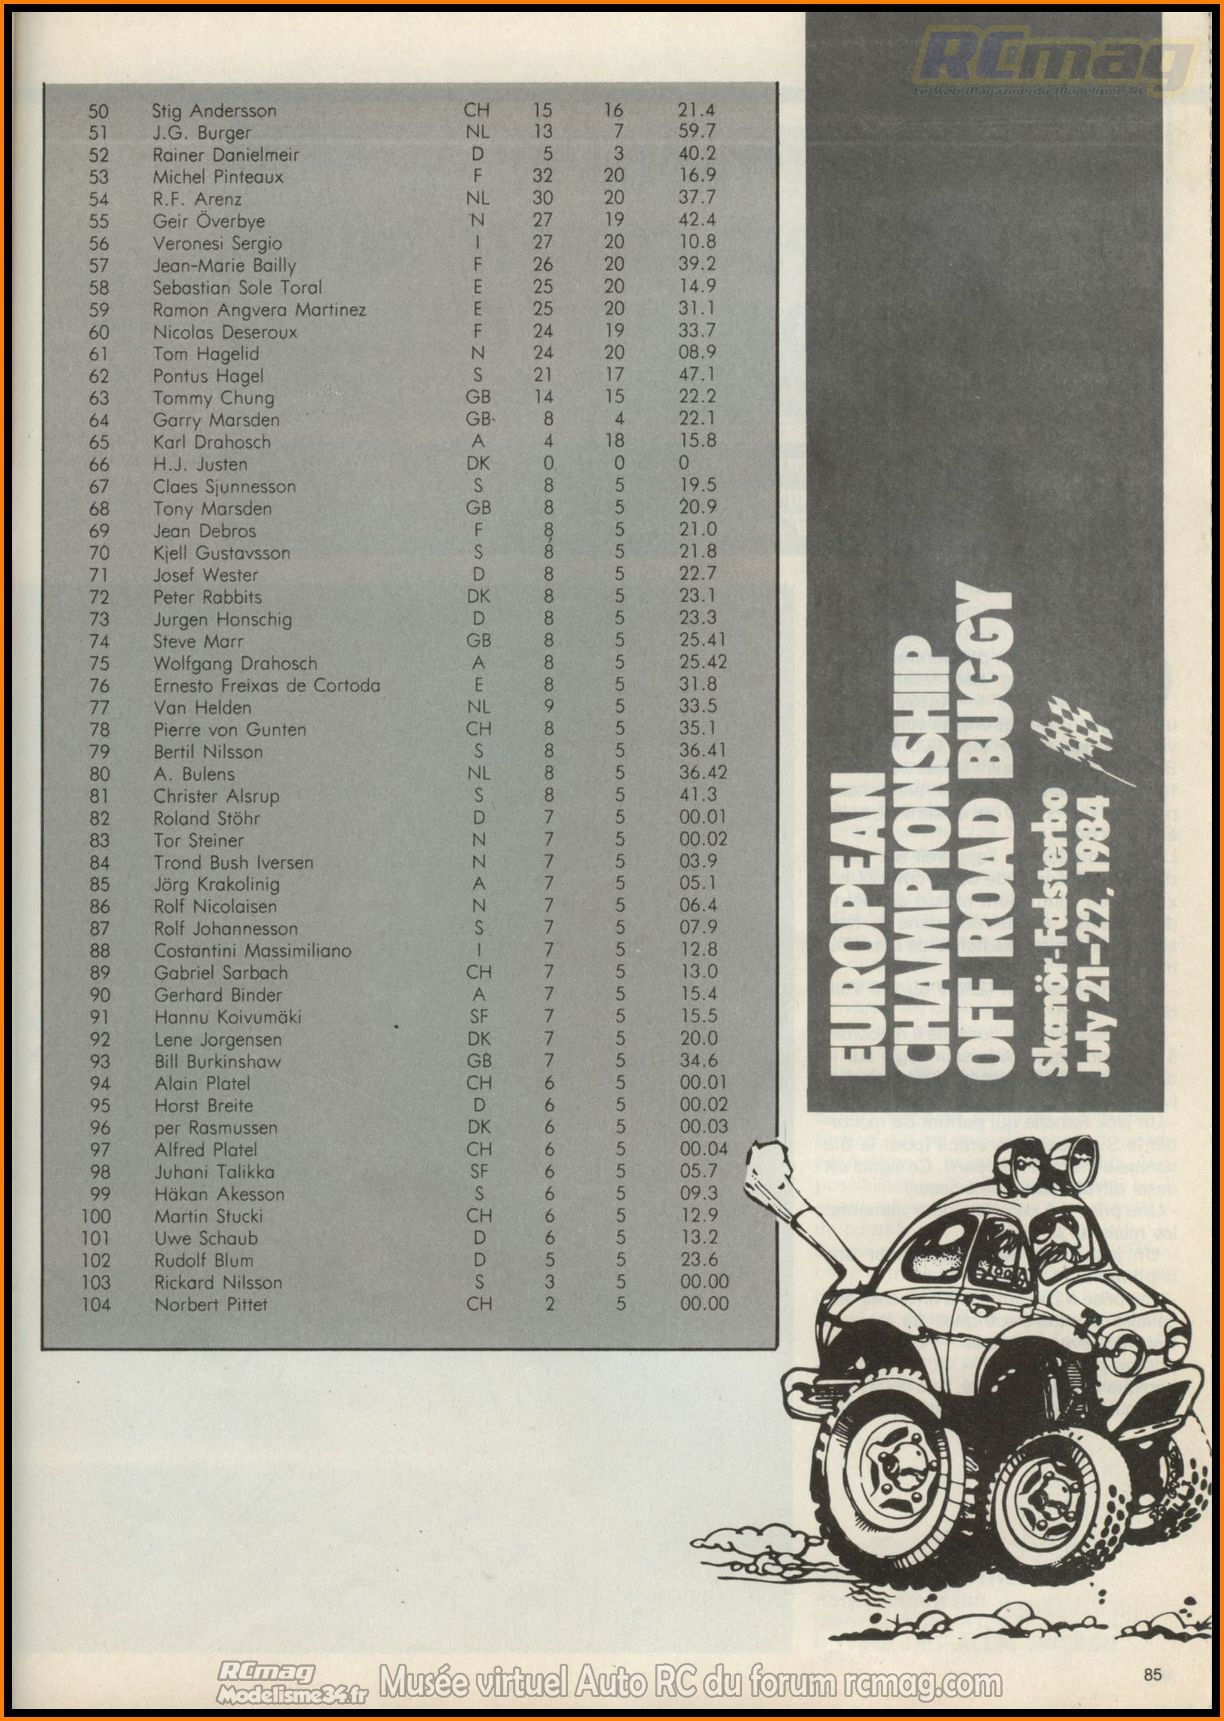 RCmag
Le Web Magazine du Modelisme RC
50 Stig Andersson CH 15 16 21.4
51 J.G. Burger NL 13 7 59.7
52 Rainer Danielmeir D 5 3 40.2
53 Michel Pinteaux F 32 20 16.9
54 R.F. Arenz NL 30 20 37.7
55 Geir Överbye N 27 19 42.4
56 Veronesi Sergio I 27 20 10.8
57 Jean-Marie Bailly F 26 20 39.2
58 Sebastian Sole Toral E 25 20 14.9
59 Ramon Angvera Martinez E 25 20 31.1
60 Nicolas Deseroux F 24 19 33.7
61 Tom Hagelid N 24 20 08.9
62 Pontus Hagel S 21 17 47.1
63 Tommy Chung GB 14 15 22.2
64 Garry Marsden GB 8 4 22.1
65 Karl Drahosch A 4 18 15.8
66 H.J. Justen DK 0 0 0
67 Claes Sjunnesson S 8 5 19.5
68 Tony Marsden GB 8 5 20.9
69 Jean Debros F 8 5 21.0
70 Kjell Gustavsson S 8 5 21.8
71 Josef Wester D 8 5 22.7
72 Peter Rabbits DK 8 5 23.1
73 Jurgen Honschig D 8 5 23.3
74 Steve Marr GB 8 5 25.41
75 Wolfgang Drahosch A 8 5 25.42
76 Ernesto Freixas de Cortoda E 8 5 31.8
77 Van Helden NL 9 5 33.5
78 Pierre von Gunten CH 8 5 35.1
79 Bertil Nilsson S 8 5 36.41
80 A. Bulens NL 8 5 36.42
81 Christer Alsrup S 8 5 41.3
82 Roland Stöhr D 7 5 00.01
83 Tor Steiner N 7 5 00.02
84 Trond Bush Iversen N 7 5 03.9
85 Jörg Krakolinig A 7 5 05.1
86 Rolf Nicolaisen N 7 5 06.4
87 Rolf Johannesson S 7 5 07.9
88 Costantini Massimiliano I 7 5 12.8
89 Gabriel Sarbach CH 7 5 13.0
90 Gerhard Binder A 7 5 15.4
91 Hannu Koivumäki SF 7 5 15.5
92 Lene Jorgensen DK 7 5 20.0
93 Bill Burkinshaw GB 7 5 34.6
94 Alain Platel CH 6 5 00.01
95 Horst Breite D 6 5 00.02
96 per Rasmussen DK 6 5 00.03
97 Alfred Platel CH 6 5 00.04
98 Juhani Talikka SF 6 5 05.7
99 Håkan Akesson S 6 5 09.3
100 Martin Stucki CH 6 5 12.9
101 Uwe Schaub D 6 5 13.2
102 Rudolf Blum D 5 5 23.6
103 Rickard Nilsson S 3 5 00.00
104 Norbert Pittet CH 2 5 00.00
EUROPEAN
CHAMPIONSHIP
OFF ROAD BUGGY
Skanör-Falsterbo
July 21–22, 1984
85
RCmag
Modelisme34.fr
Musée virtuel Auto RC du forum rcmag.com